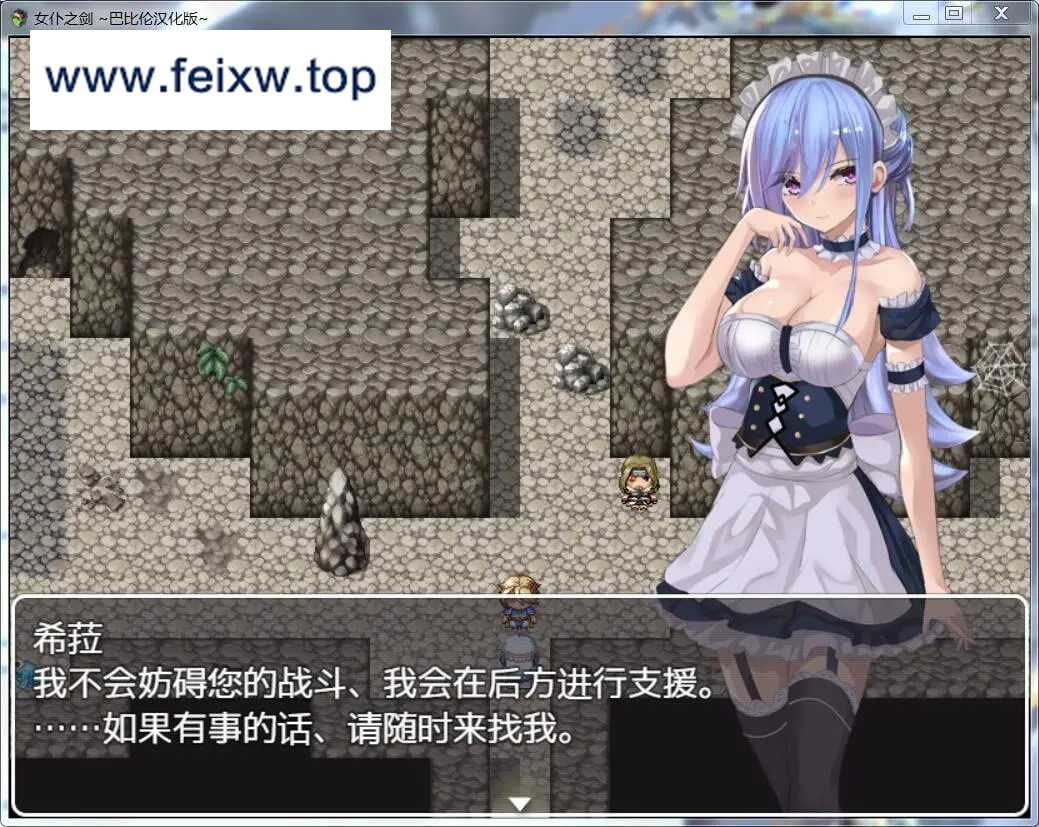 女仆之剑 ~巴比伦汉化版~
www.feixw.top
希菈
我不会妨碍您的战斗、我会在后方进行支援。
……如果有事的话、请随时来找我。